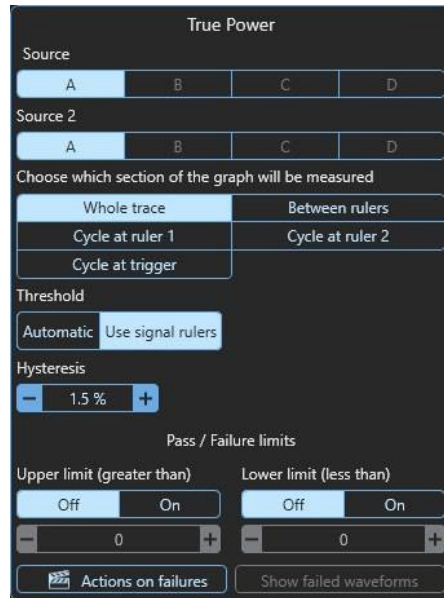 True Power
Source
A B C D
Source 2
A B C D
Choose which section of the graph will be measured
Whole trace Between rulers
Cycle at ruler 1 Cycle at ruler 2
Cycle at trigger
Threshold
Automatic Use signal rulers
Hysteresis
− 1.5 % +
Pass / Failure limits
Upper limit (greater than) Lower limit (less than)
Off On Off On
− 0 + − 0 +
Actions on failures Show failed waveforms